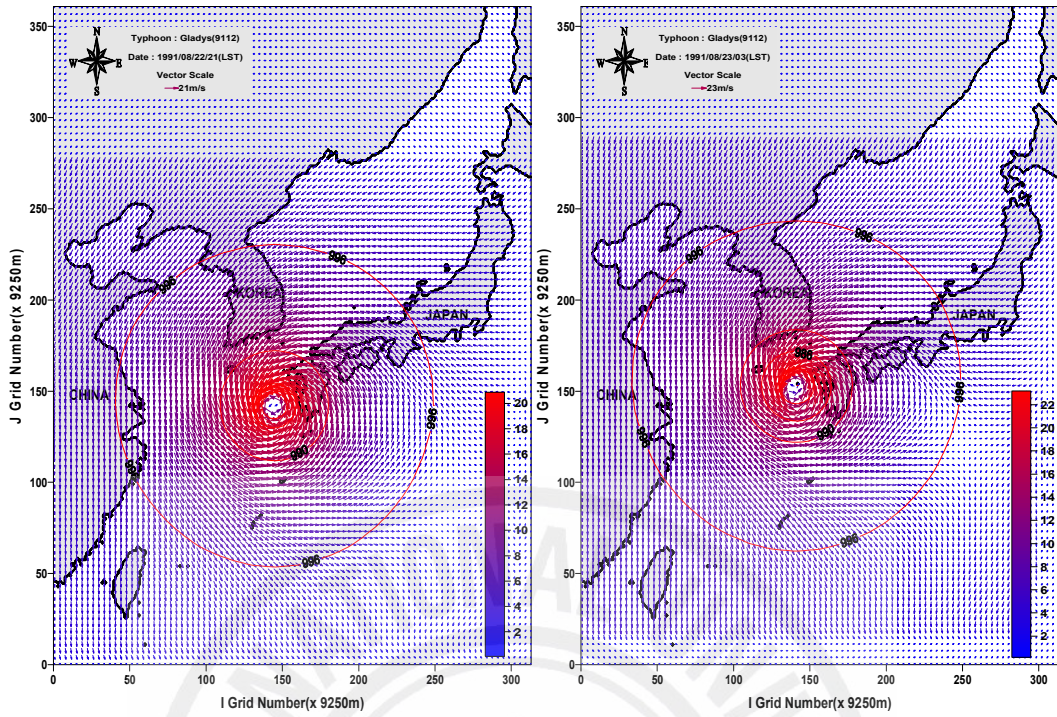 N
W E
S
Typhoon : Gladys(9112)
Date : 1991/08/22/21(LST)
Vector Scale
21m/s
KOREA
JAPAN
CHINA
996
996
996
996
996
990
20
18
16
14
12
10
8
6
4
2
350
300
250
200
150
100
50
0
J Grid Number(x 9250m)
0 50 100 150 200 250 300
I Grid Number(x 9250m)
N
W E
S
Typhoon : Gladys(9112)
Date : 1991/08/23/03(LST)
Vector Scale
23m/s
KOREA
JAPAN
CHINA
996
996
996
996
996
990
22
20
18
16
14
12
10
8
6
4
2
350
300
250
200
150
100
50
0
J Grid Number(x 9250m)
0 50 100 150 200 250 300
I Grid Number(x 9250m)